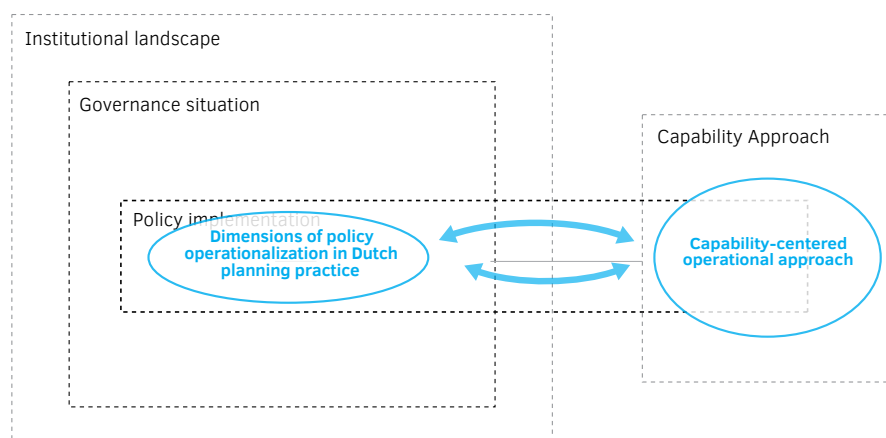 Institutional landscape
Governance situation
Capability Approach
Policy implementation
Dimensions of policy
operationalization in Dutch
planning practice
Capability-centered
operational approach